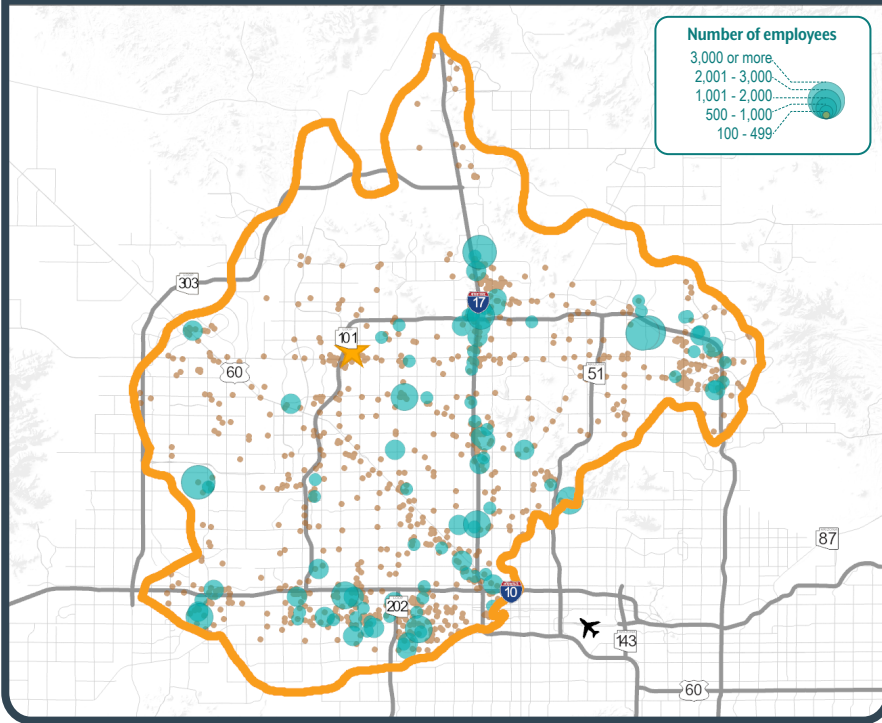 Number of employees
3,000 or more
2,001 - 3,000
1,001 - 2,000
500 - 1,000
100 - 499
303
17
101
60
51
87
10
202
143
60